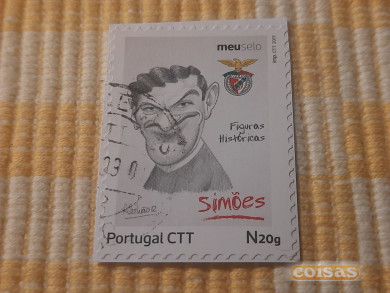 meuselo
Figuras
Históricas
Simões
Portugal CTT
N20g
coisas